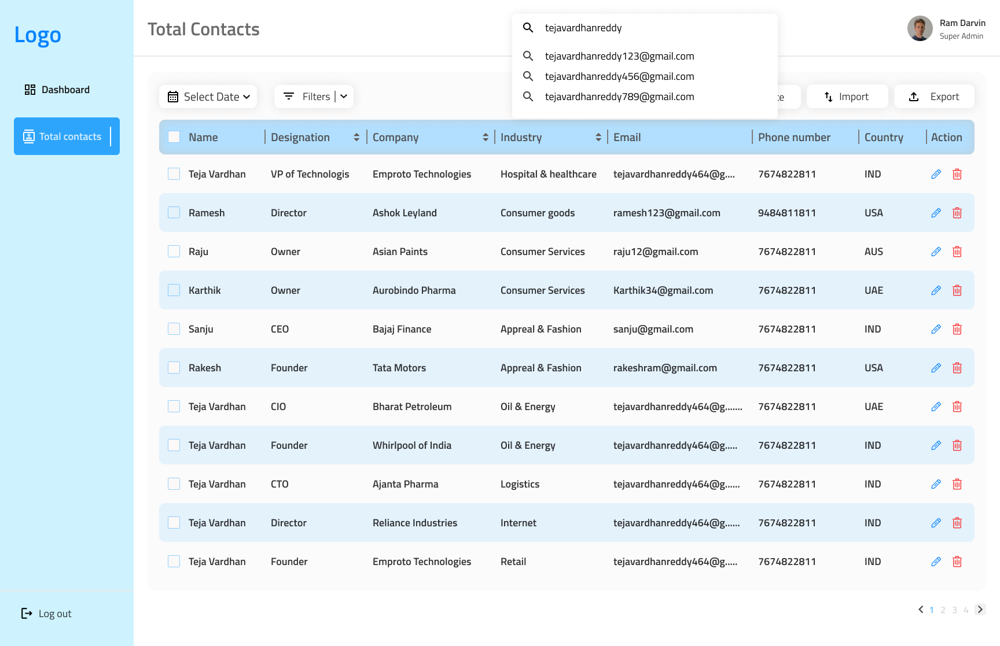 Logo
Total Contacts
tejavardhanreddy
tejavardhanreddy123@gmail.com
tejavardhanreddy456@gmail.com
tejavardhanreddy789@gmail.com
Ram Darvin
Super Admin
Dashboard
Total contacts
Select Date
Filters
Import
Export
Name Designation Company Industry Email Phone number Country Action
Teja Vardhan VP of Technologis Emproto Technologies Hospital & healthcare tejavardhanreddy464@g.... 7674822811 IND
Ramesh Director Ashok Leyland Consumer goods ramesh123@gmail.com 9484811811 USA
Raju Owner Asian Paints Consumer Services raju12@gmail.com 7674822811 AUS
Karthik Owner Aurobindo Pharma Consumer Services Karthik34@gmail.com 7674822811 UAE
Sanju CEO Bajaj Finance Appreal & Fashion sanju@gmail.com 7674822811 IND
Rakesh Founder Tata Motors Appreal & Fashion rakeshram@gmail.com 7674822811 USA
Teja Vardhan CIO Bharat Petroleum Oil & Energy tejavardhanreddy464@g....... 7674822811 UAE
Teja Vardhan Founder Whirlpool of India Oil & Energy tejavardhanreddy464@g..... 7674822811 IND
Teja Vardhan CTO Ajanta Pharma Logistics tejavardhanreddy464@g...... 7674822811 IND
Teja Vardhan Director Reliance Industries Internet tejavardhanreddy464@g...... 7674822811 IND
Teja Vardhan Founder Emproto Technologies Retail tejavardhanreddy464@g..... 7674822811 IND
Log out
1 2 3 4